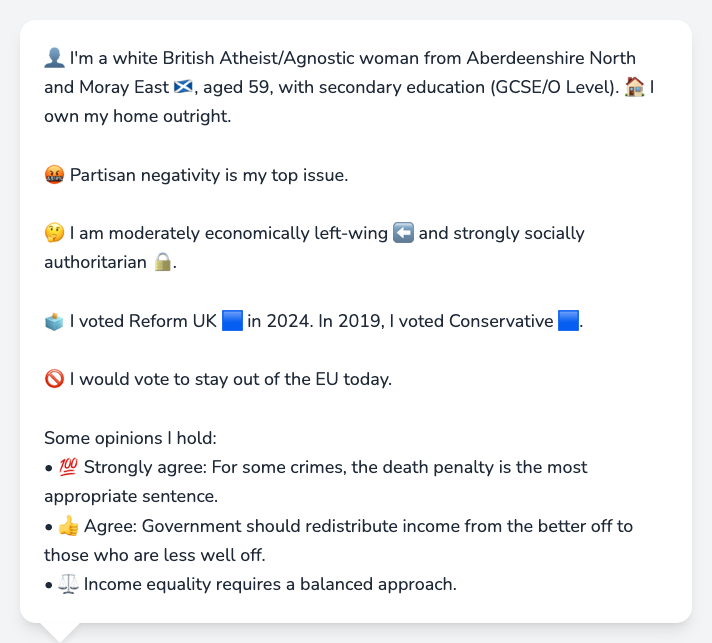 👤 I'm a white British Atheist/Agnostic woman from Aberdeenshire North
and Moray East 🏴󠁧󠁢󠁳󠁣󠁴󠁿, aged 59, with secondary education (GCSE/O Level). 🏠 I
own my home outright.
🤬 Partisan negativity is my top issue.
🤔 I am moderately economically left-wing ⬅️ and strongly socially
authoritarian 🔒.
🗳️ I voted Reform UK 🟦 in 2024. In 2019, I voted Conservative 🟦.
🚫 I would vote to stay out of the EU today.
Some opinions I hold:
• 💯 Strongly agree: For some crimes, the death penalty is the most
appropriate sentence.
• 👍 Agree: Government should redistribute income from the better off to
those who are less well off.
• ⚖️ Income equality requires a balanced approach.